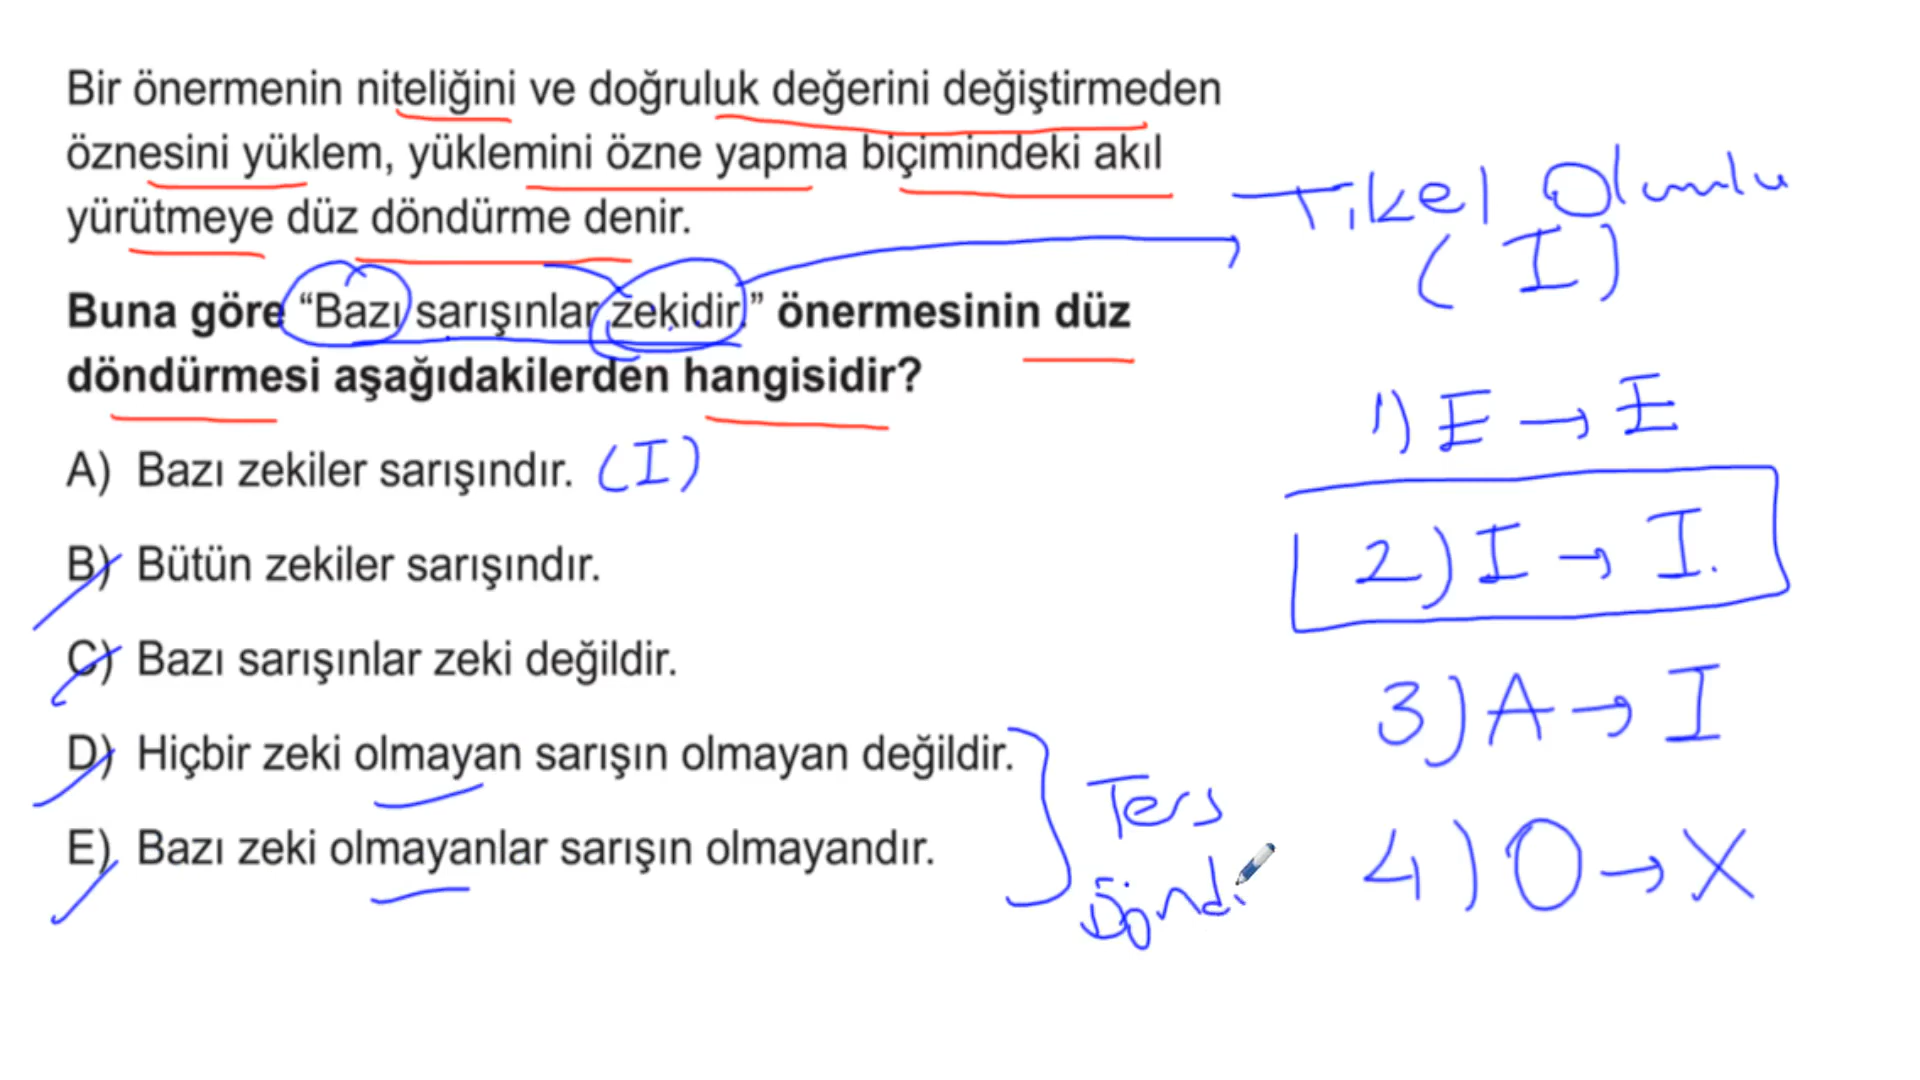 Bir önermenin niteliğini ve doğruluk değerini değiştirmeden
öznesini yüklem, yüklemini özne yapma biçimindeki akıl
yürütmeye düz döndürme denir.
Buna göre “Bazı sarışınlar zekidir.” önermesinin düz
döndürmesi aşağıdakilerden hangisidir?
A) Bazı zekiler sarışındır. (I)
B) Bütün zekiler sarışındır.
C) Bazı sarışınlar zeki değildir.
D) Hiçbir zeki olmayan sarışın olmayan değildir.
E) Bazı zeki olmayanlar sarışın olmayandır.
Tikel Olumlu
(I)
1) E → E
2) I → I.
3) A → I
4) O → X
Ters
Döndi